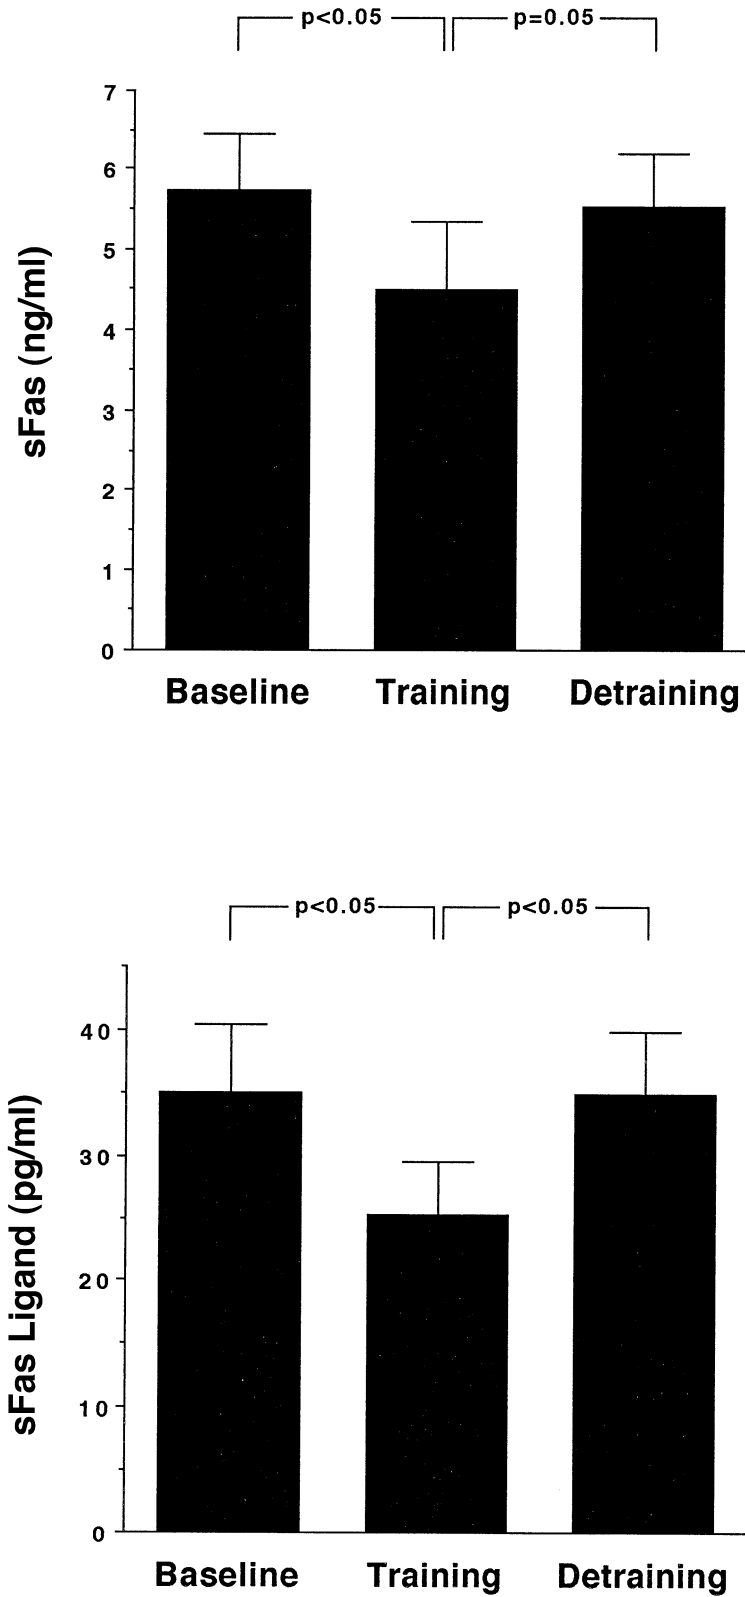 p<0.05 p=0.05
7
6
5
4
3
2
1
0
sFas (ng/ml)
Baseline Training Detraining
p<0.05 p<0.05
40
30
20
10
0
sFas Ligand (pg/ml)
Baseline Training Detraining